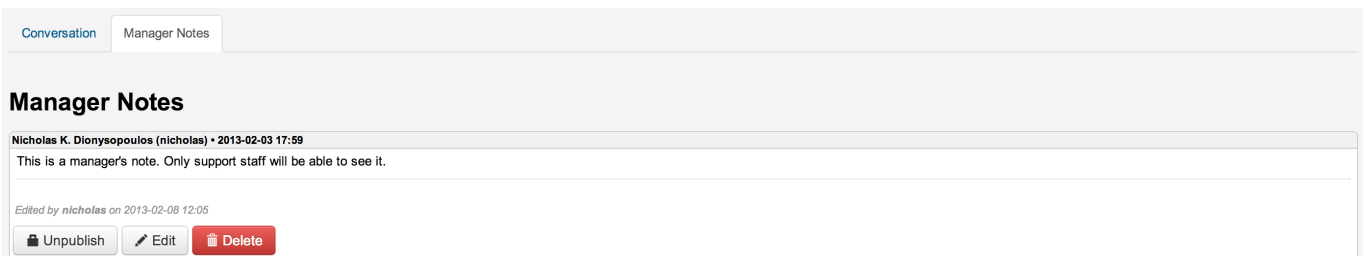 Conversation Manager Notes
Manager Notes
Nicholas K. Dionysopoulos (nicholas) • 2013-02-03 17:59
This is a manager's note. Only support staff will be able to see it.
Edited by nicholas on 2013-02-08 12:05
Unpublish Edit Delete